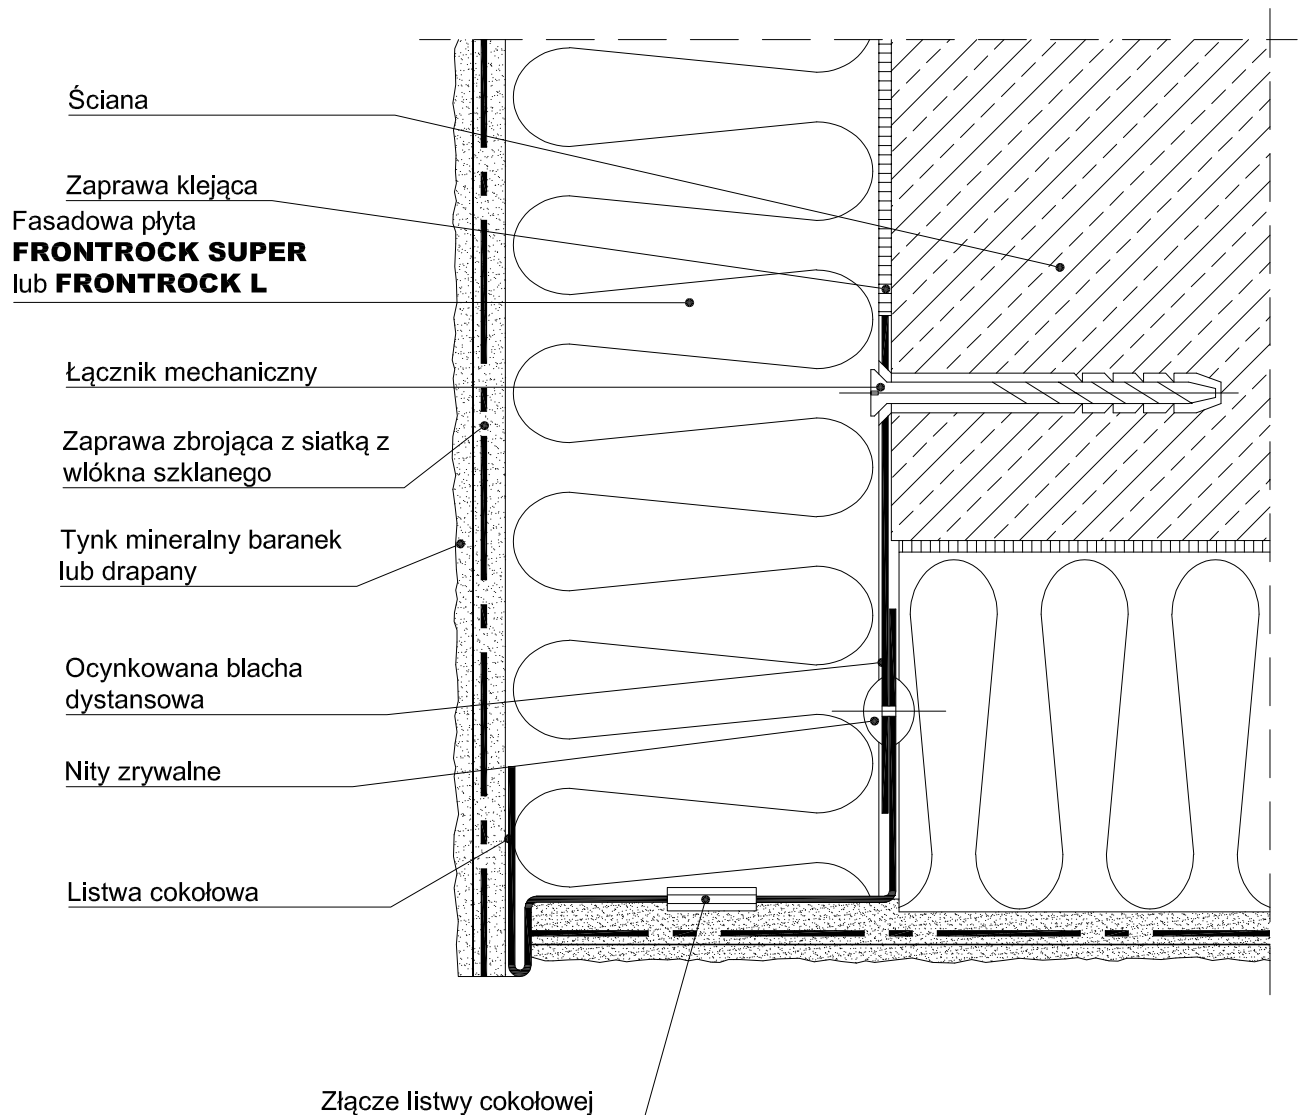 Ściana
Zaprawa klejąca
Fasadowa płyta
FRONTROCK SUPER
lub FRONTROCK L
Łącznik mechaniczny
Zaprawa zbrojąca z siatką z
wlókna szklanego
Tynk mineralny baranek
lub drapany
Ocynkowana blacha
dystansowa
Nity zrywalne
Listwa cokołowa
Złącze listwy cokołowej